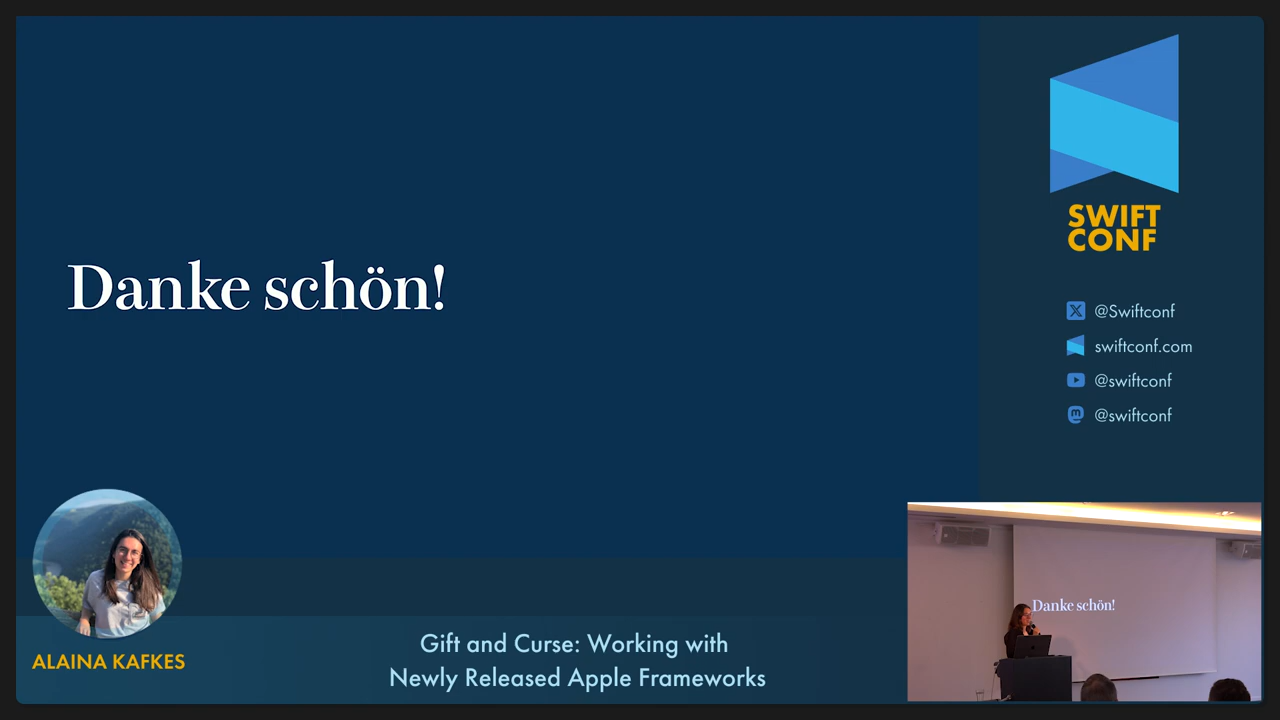 Danke schön!
SWIFT
CONF
@Swiftconf
swiftconf.com
@swiftconf
@swiftconf
Danke schön!
ALAINA KAFKES
Gift and Curse: Working with
Newly Released Apple Frameworks